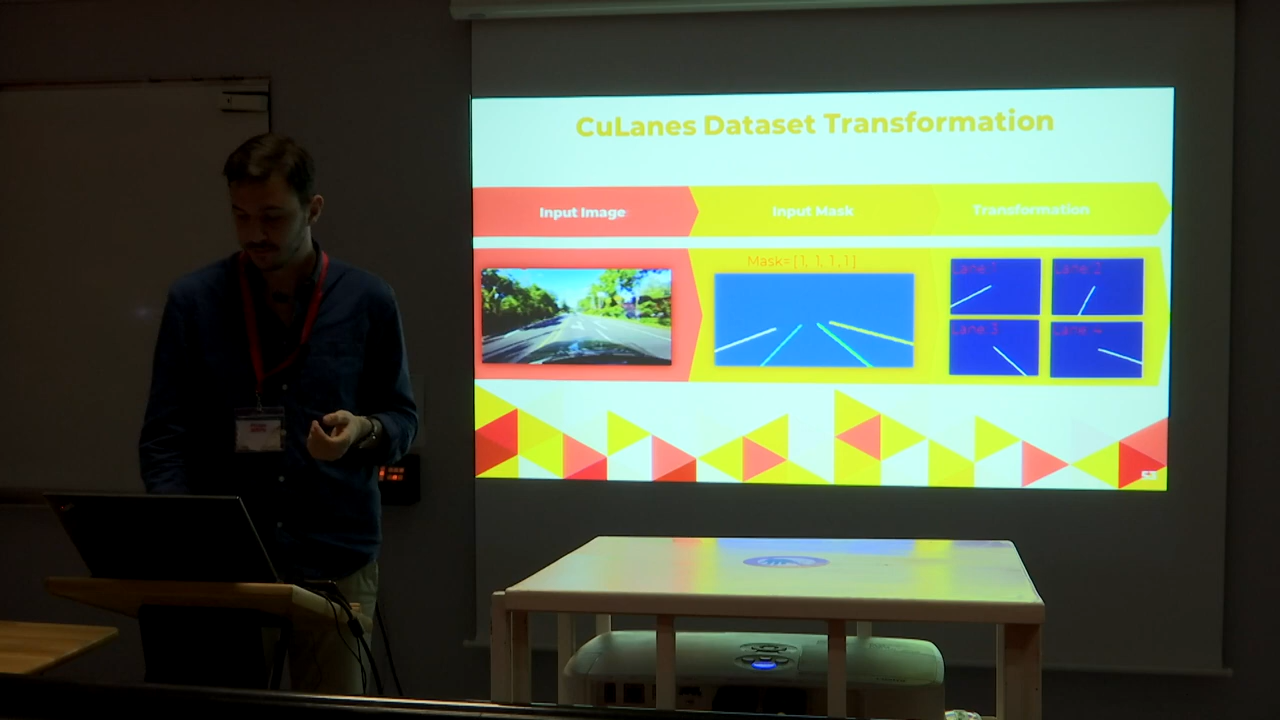 CuLanes Dataset Transformation
Input Image
Input Mask
Transformation
Mask=[1, 1, 1, 1]
Lane 1
Lane 2
Lane 3
Lane 4